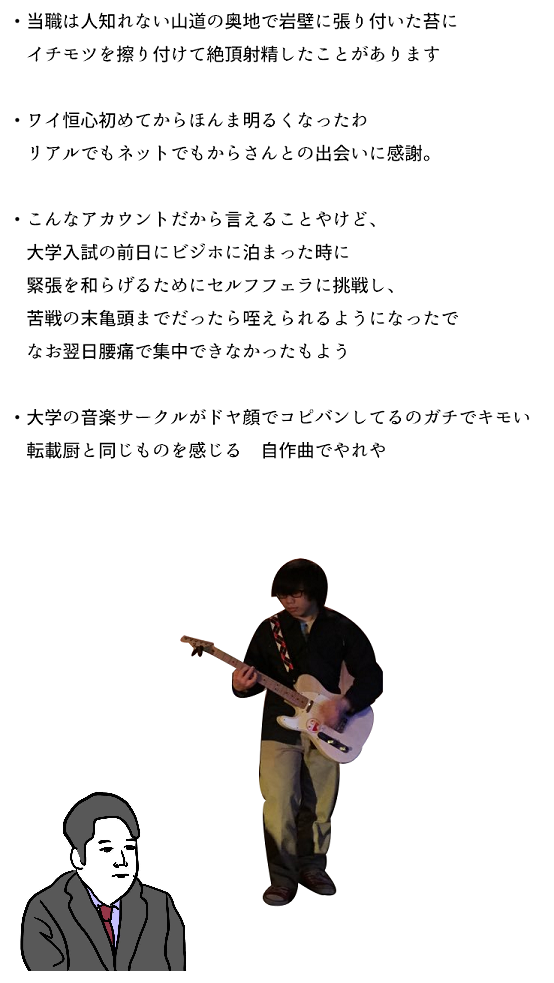 ・当職は人知れない山道の奥地で岩壁に張り付いた苔に
イチモツを擦り付けて絶頂射精したことがあります
・ワイ恒心初めてからほんま明るくなったわ
リアルでもネットでもからさんとの出会いに感謝。
・こんなアカウントだから言えることやけど、
大学入試の前日にビジホに泊まった時に
緊張を和らげるためにセルフフェラに挑戦し、
苦戦の末亀頭までだったら咥えられるようになったで
なお翌日腰痛で集中できなかったもよう
・大学の音楽サークルがドヤ顔でコピバンしてるのガチでキモい
転載厨と同じものを感じる　自作曲でやれや